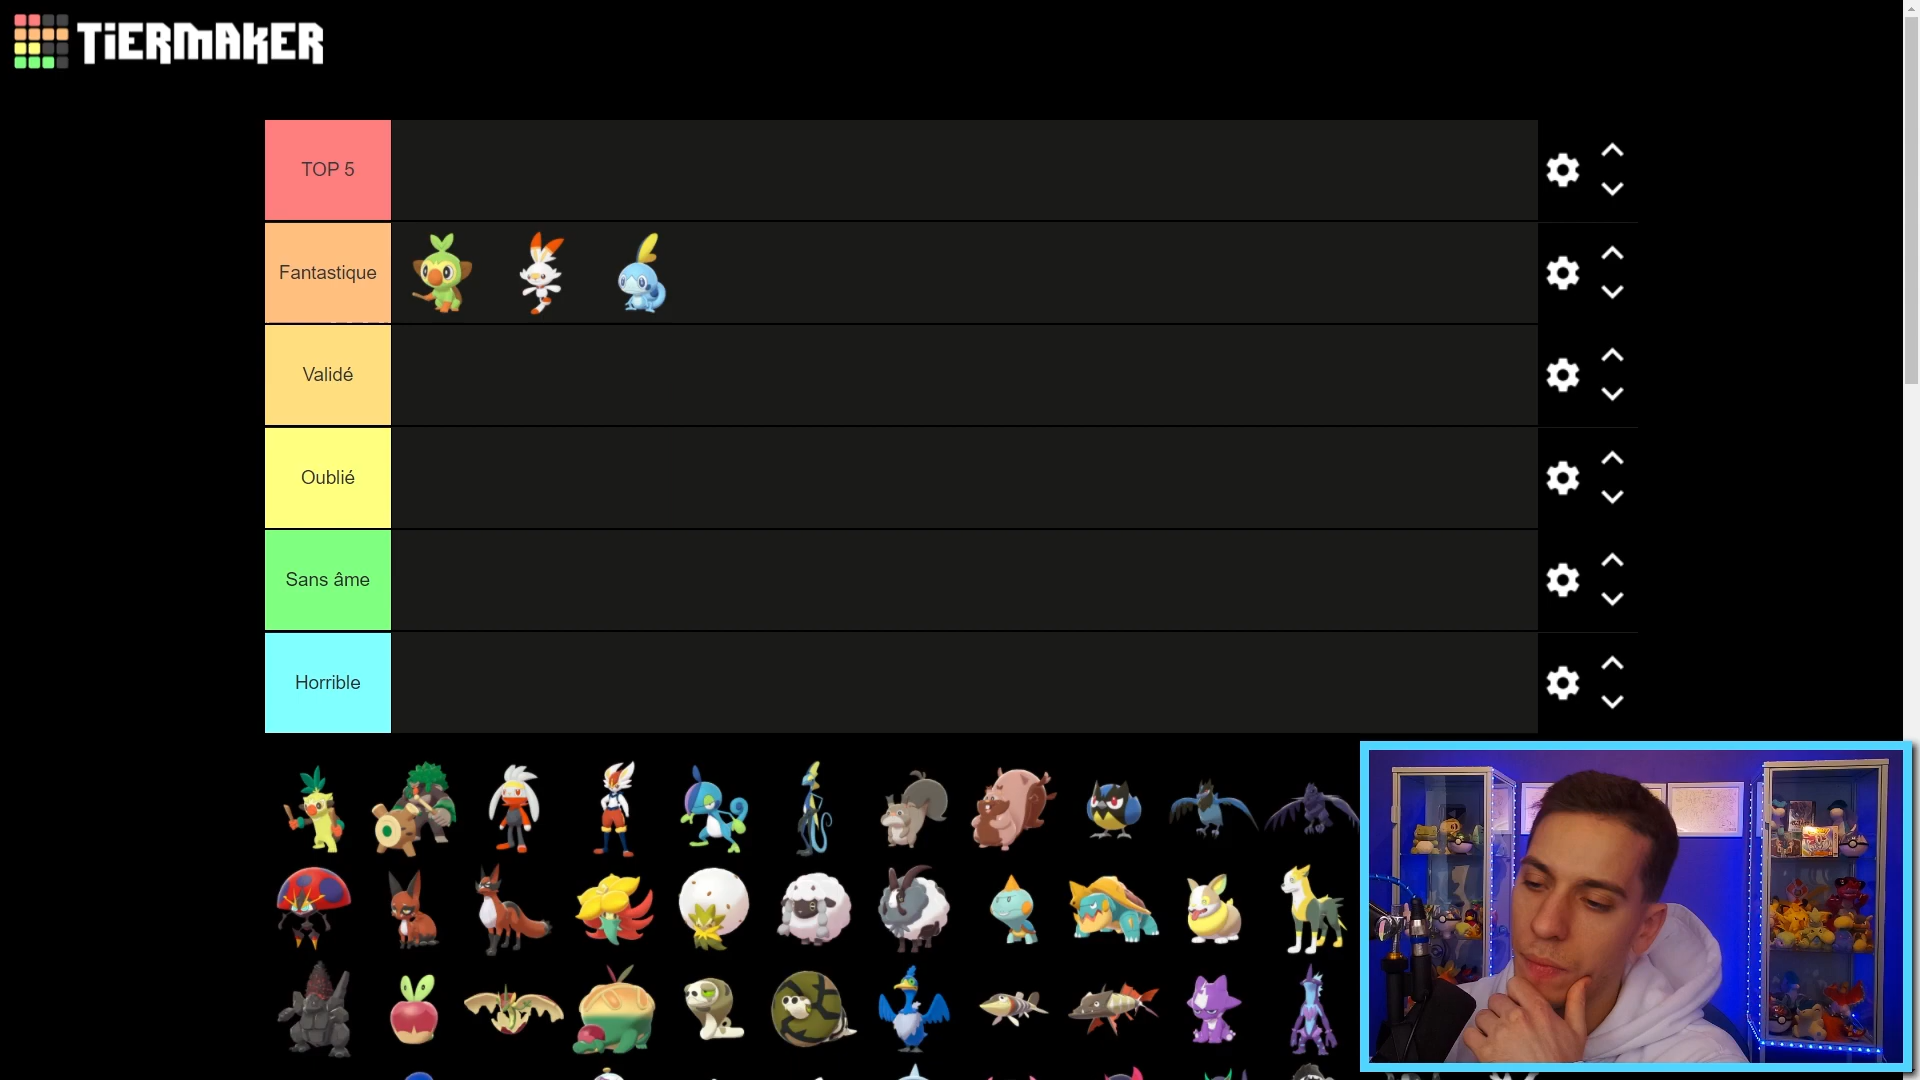 TiERMAKER
TOP 5
Fantastique
Validé
Oublié
Sans âme
Horrible